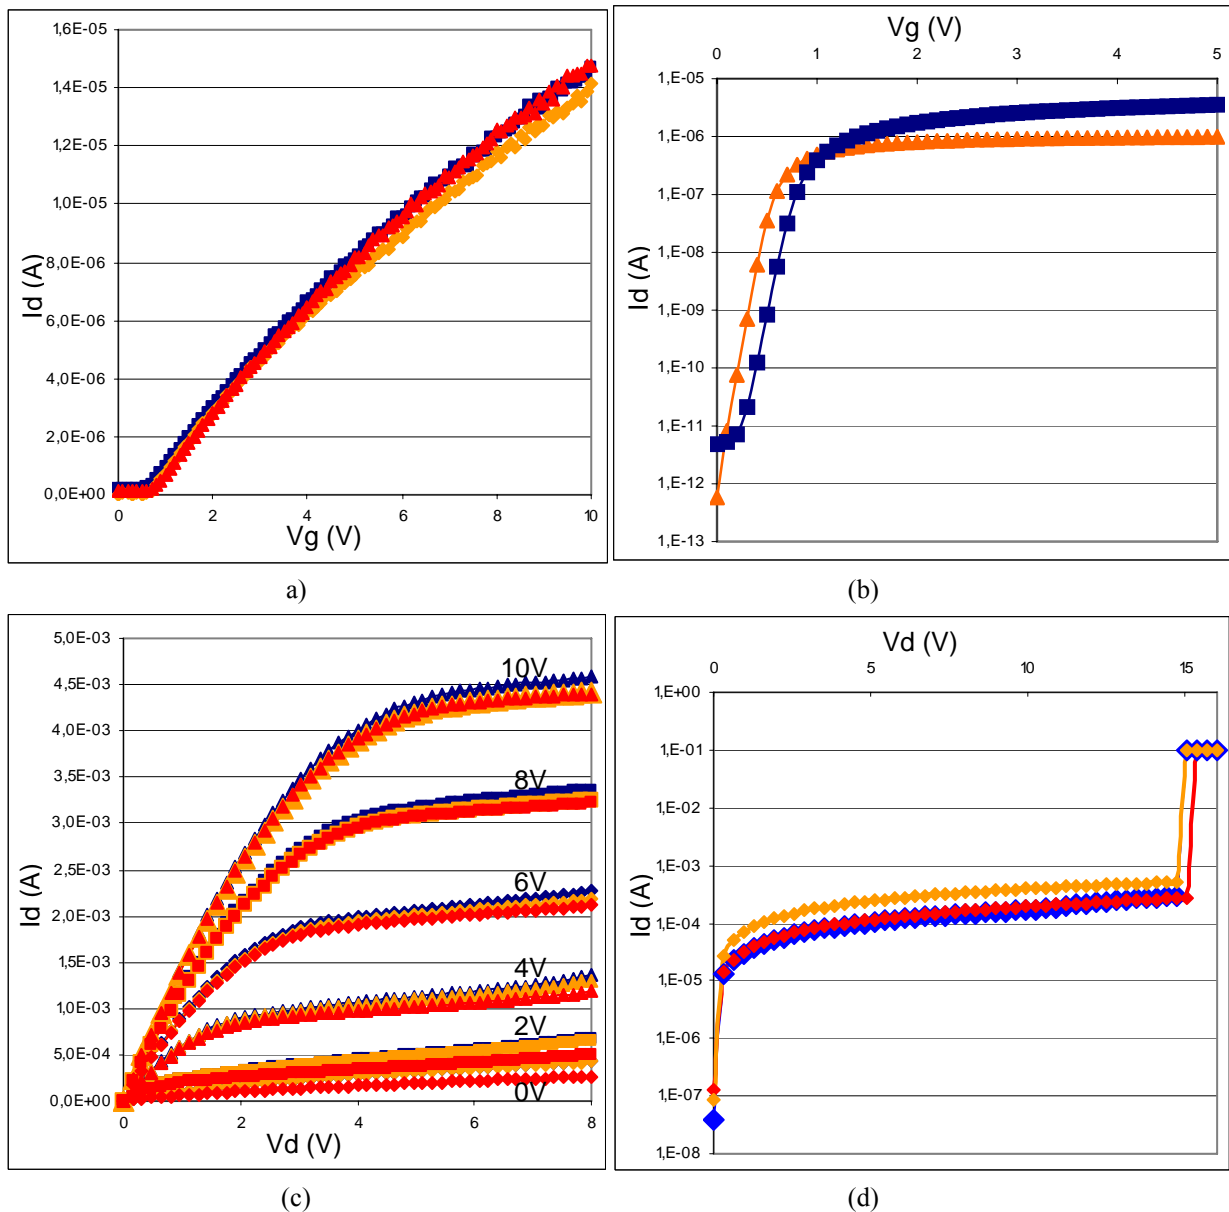 1,6E-05
1,4E-05
1,2E-05
1,0E-05
8,0E-06
6,0E-06
4,0E-06
2,0E-06
0,0E+00
Id (A)
0 2 4 6 8 10
Vg (V)
a)
Vg (V)
0 1 2 3 4 5
1,E-05
1,E-06
1,E-07
1,E-08
1,E-09
1,E-10
1,E-11
1,E-12
1,E-13
Id (A)
(b)
5,0E-03
4,5E-03
4,0E-03
3,5E-03
3,0E-03
2,5E-03
2,0E-03
1,5E-03
1,0E-03
5,0E-04
0,0E+00
Id (A)
10V
8V
6V
4V
2V
0V
0 2 4 6 8
Vd (V)
(c)
Vd (V)
0 5 10 15
1,E+00
1,E-01
1,E-02
1,E-03
1,E-04
1,E-05
1,E-06
1,E-07
1,E-08
Id (A)
(d)